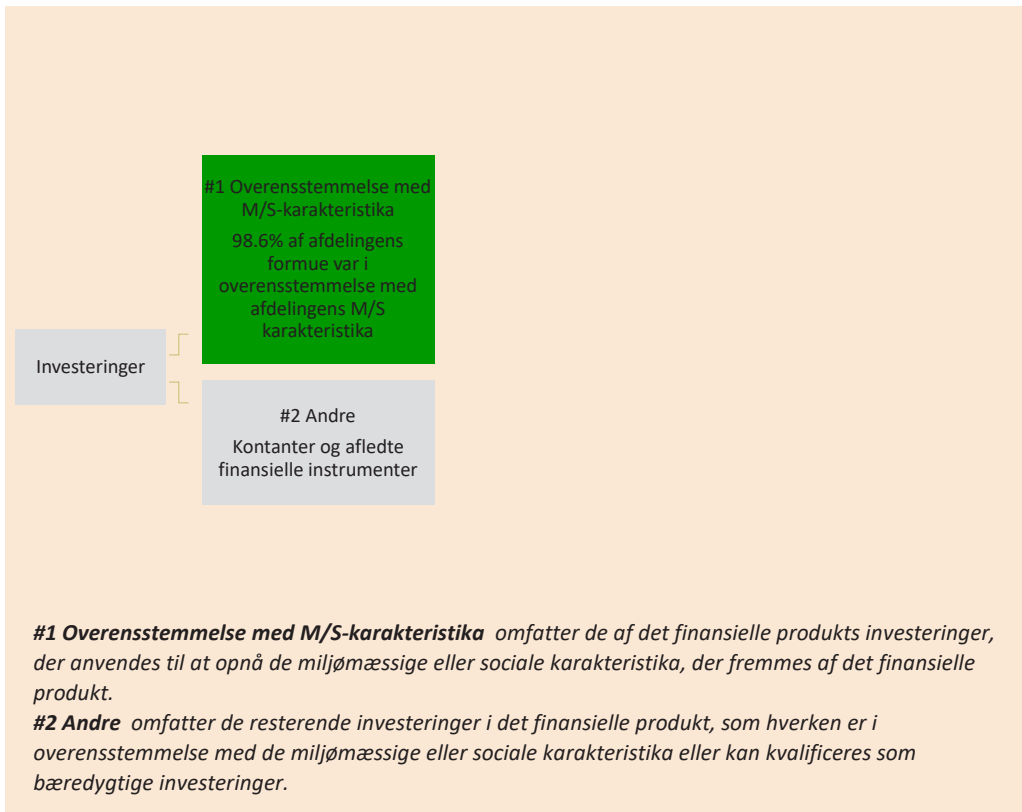 #1 Overensstemmelse med
M/S-karakteristika
98.6% af afdelingens
formue var i
overensstemmelse med
afdelingens M/S
karakteristika
Investeringer
#2 Andre
Kontanter og afledte
finansielle instrumenter
#1 Overensstemmelse med M/S-karakteristika omfatter de af det finansielle produkts investeringer,
der anvendes til at opnå de miljømæssige eller sociale karakteristika, der fremmes af det finansielle
produkt.
#2 Andre omfatter de resterende investeringer i det finansielle produkt, som hverken er i
overensstemmelse med de miljømæssige eller sociale karakteristika eller kan kvalificeres som
bæredygtige investeringer.